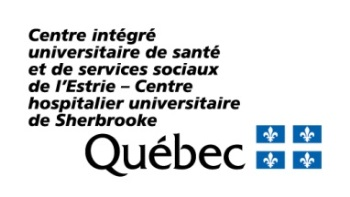 Centre intégré
universitaire de santé
et de services sociaux
de l'Estrie – Centre
hospitalier universitaire
de Sherbrooke
Québec